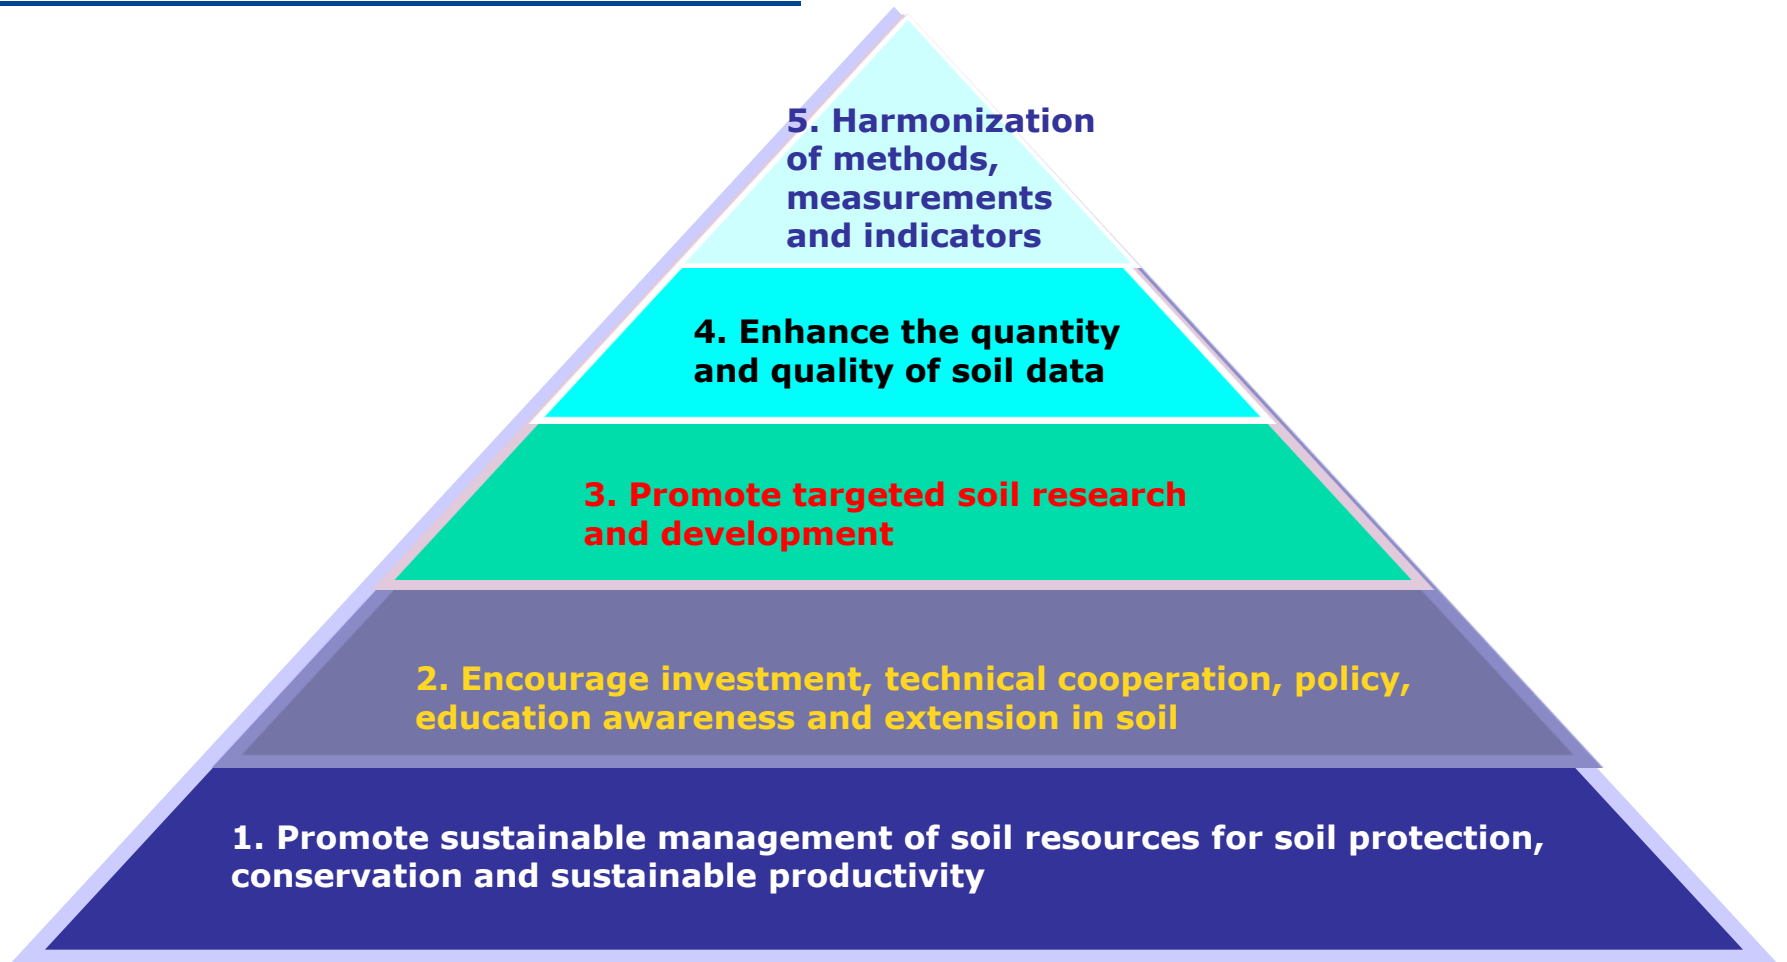 5. Harmonization
of methods,
measurements
and indicators
4. Enhance the quantity
and quality of soil data
3. Promote targeted soil research
and development
2. Encourage investment, technical cooperation, policy,
education awareness and extension in soil
1. Promote sustainable management of soil resources for soil protection,
conservation and sustainable productivity